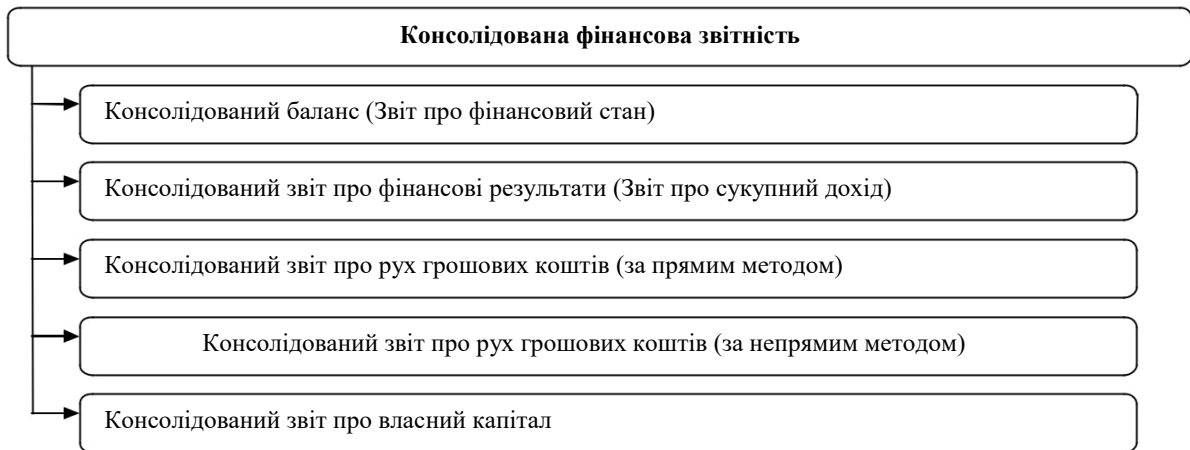 Консолідована фінансова звітність
Консолідований баланс (Звіт про фінансовий стан)
Консолідований звіт про фінансові результати (Звіт про сукупний дохід)
Консолідований звіт про рух грошових коштів (за прямим методом)
Консолідований звіт про рух грошових коштів (за непрямим методом)
Консолідований звіт про власний капітал